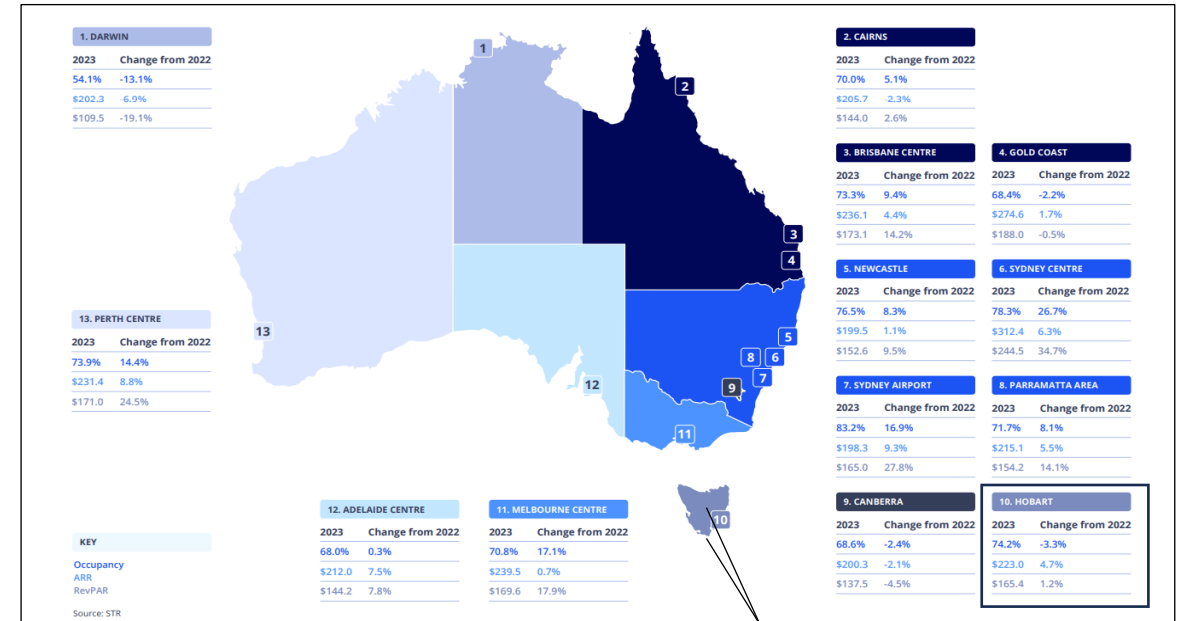 1. DARWIN
2023 Change from 2022
54.1% -13.1%
$202.3 -6.9%
$109.5 -19.1%
1
2
2. CAIRNS
2023 Change from 2022
70.0% 5.1%
$205.7 -2.3%
$144.0 2.6%
3. BRISBANE CENTRE
2023 Change from 2022
73.3% 9.4%
$236.1 4.4%
$173.1 14.2%
4. GOLD COAST
2023 Change from 2022
68.4% -2.2%
$274.6 1.7%
$188.0 -0.5%
3
4
5. NEWCASTLE
2023 Change from 2022
76.5% 8.3%
$199.5 1.1%
$152.6 9.5%
6. SYDNEY CENTRE
2023 Change from 2022
78.3% 26.7%
$312.4 6.3%
$244.5 34.7%
13. PERTH CENTRE
2023 Change from 2022
73.9% 14.4%
$231.4 8.8%
$171.0 24.5%
13
5
8 6
7
9
12
11
7. SYDNEY AIRPORT
2023 Change from 2022
83.2% 16.9%
$198.3 9.3%
$165.0 27.8%
8. PARRAMATTA AREA
2023 Change from 2022
71.7% 8.1%
$215.1 5.5%
$154.2 14.1%
10
9. CANBERRA
2023 Change from 2022
68.6% -2.4%
$200.3 -2.1%
$137.5 -4.5%
10. HOBART
2023 Change from 2022
74.2% -3.3%
$223.0 4.7%
$165.4 1.2%
12. ADELAIDE CENTRE
2023 Change from 2022
68.0% 0.3%
$212.0 7.5%
$144.2 7.8%
11. MELBOURNE CENTRE
2023 Change from 2022
70.8% 17.1%
$239.5 0.7%
$169.6 17.9%
KEY
Occupancy
ARR
RevPAR
Source: STR